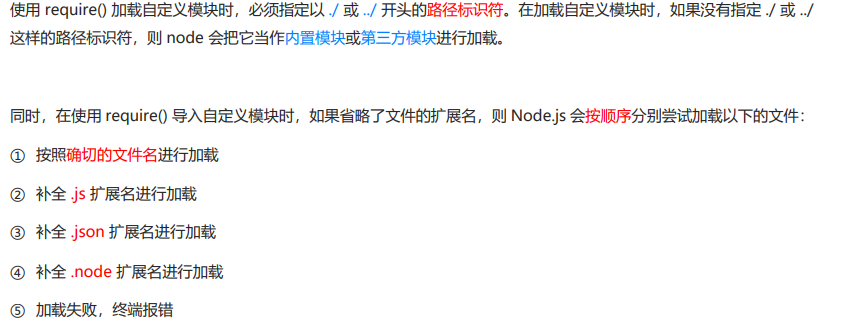 使用 require() 加载自定义模块时，必须指定以 ./ 或 ../ 开头的路径标识符。在加载自定义模块时，如果没有指定 ./ 或 ../
这样的路径标识符，则 node 会把它当作内置模块或第三方模块进行加载。
同时，在使用 require() 导入自定义模块时，如果省略了文件的扩展名，则 Node.js 会按顺序分别尝试加载以下的文件：
① 按照确切的文件名进行加载
② 补全 .js 扩展名进行加载
③ 补全 .json 扩展名进行加载
④ 补全 .node 扩展名进行加载
⑤ 加载失败，终端报错